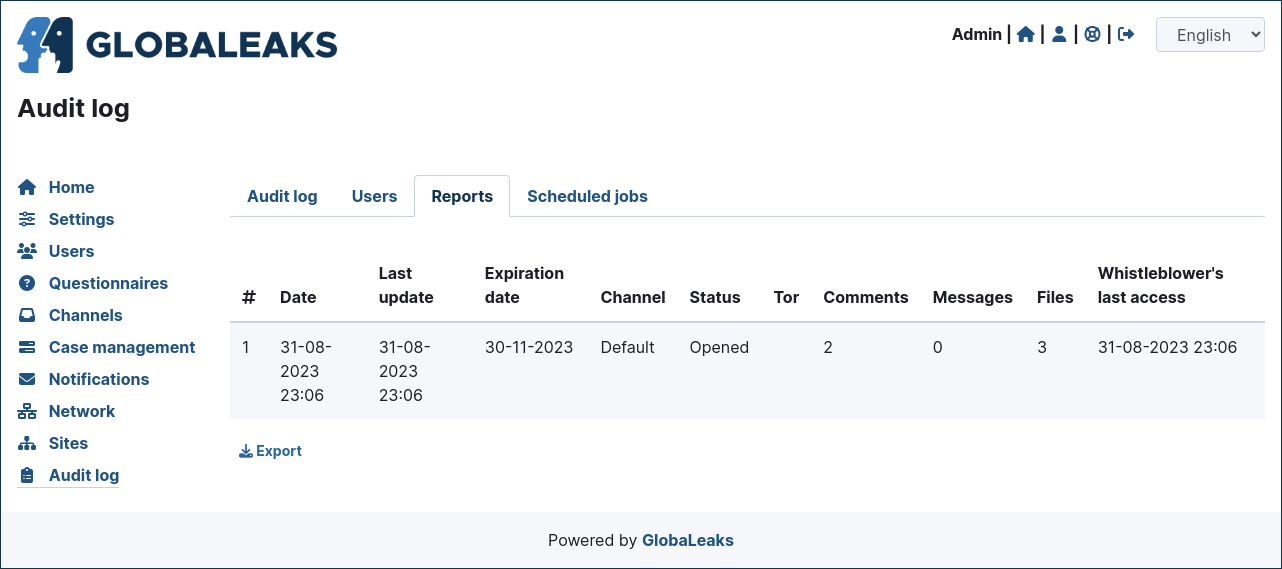 GLOBALEAKS
Admin | | | |
English
Audit log
Home
Settings
Users
Questionnaires
Channels
Case management
Notifications
Network
Sites
Audit log
Audit log Users Reports Scheduled jobs
# Date Last update Expiration date Channel Status Tor Comments Messages Files Whistleblower's last access
1 31-08-2023 23:06 31-08-2023 23:06 30-11-2023 Default Opened 2 0 3 31-08-2023 23:06
Export
Powered by GlobaLeaks